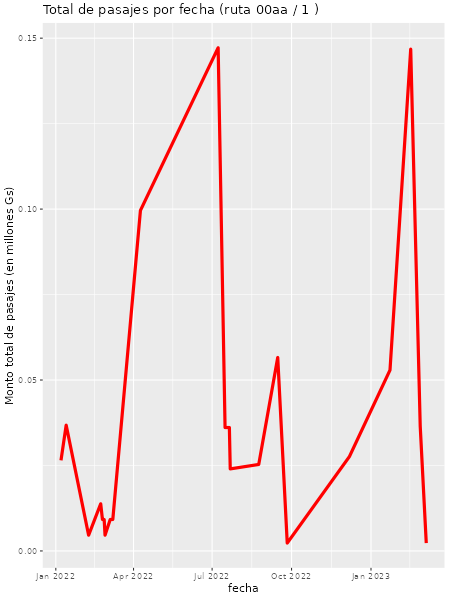 Total de pasajes por fecha (ruta 00aa / 1 )
Monto total de pasajes (en millones Gs)
0.15
0.10
0.05
0.00
Jan 2022 Apr 2022 Jul 2022 Oct 2022 Jan 2023
fecha